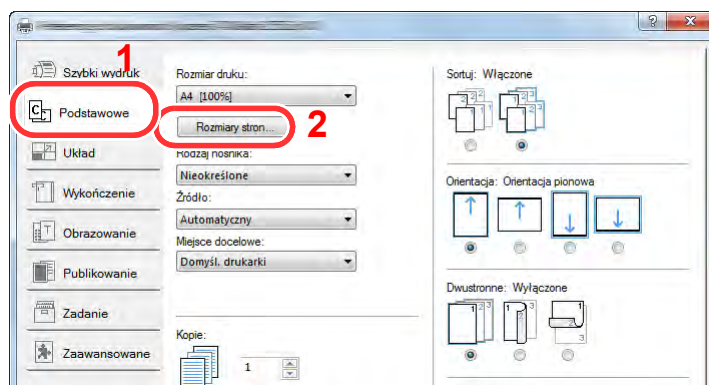 1
Szybki wydruk
Podstawowe
Układ
Wykończenie
Obrazowanie
Publikowanie
Zadanie
Zaawansowane
Rozmiar druku:
A4 [100%]
Rozmiary stron...
2
Rodzaj nośnika:
Nieokreślone
Źródło:
Automatyczny
Miejsce docelowe:
Domyśl. drukarki
Kopie:
1
Sortuj: Włączone
Orientacja: Orientacja pionowa
Dwustronne: Wyłączone